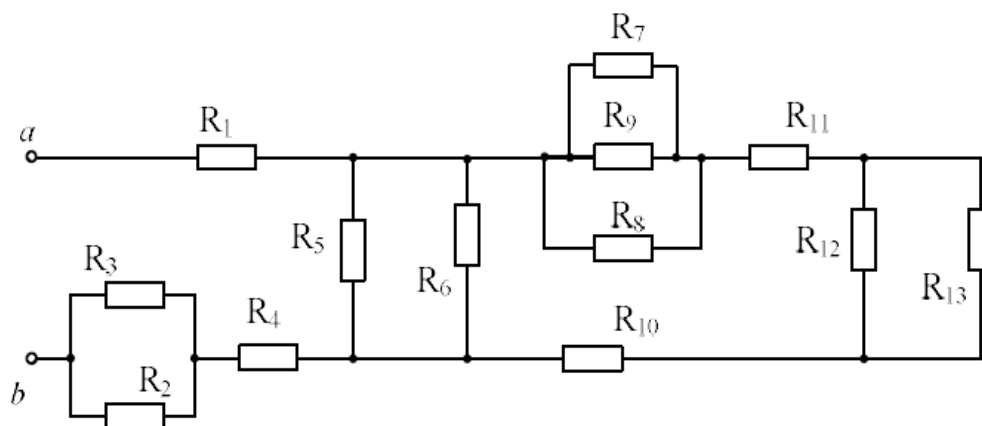 R₇
R₁
R₉
R₁₁
a
R₈
R₅
R₁₂
R₃
R₆
R₁₃
R₄
R₁₀
b
R₂